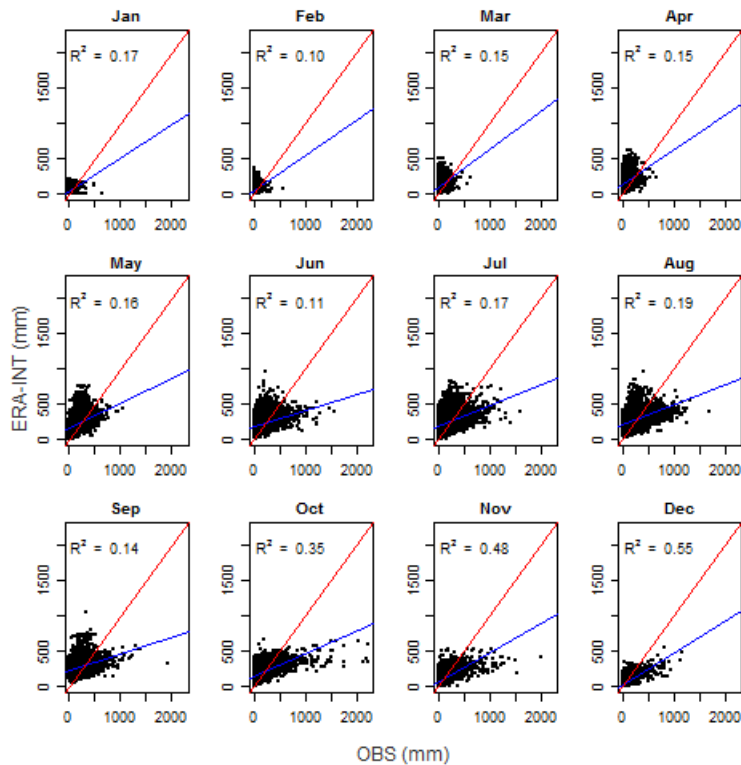 Jan Feb Mar Apr
R² = 0.17 R² = 0.10 R² = 0.15 R² = 0.15
1500 1500 1500 1500
500 500 500 500
0 0 0 0
0 1000 2000 0 1000 2000 0 1000 2000 0 1000 2000
May Jun Jul Aug
R² = 0.16 R² = 0.11 R² = 0.17 R² = 0.19
1500 1500 1500 1500
ERA-INT (mm)
500 500 500 500
0 0 0 0
0 1000 2000 0 1000 2000 0 1000 2000 0 1000 2000
Sep Oct Nov Dec
R² = 0.14 R² = 0.35 R² = 0.48 R² = 0.55
1500 1500 1500 1500
500 500 500 500
0 0 0 0
0 1000 2000 0 1000 2000 0 1000 2000 0 1000 2000
OBS (mm)